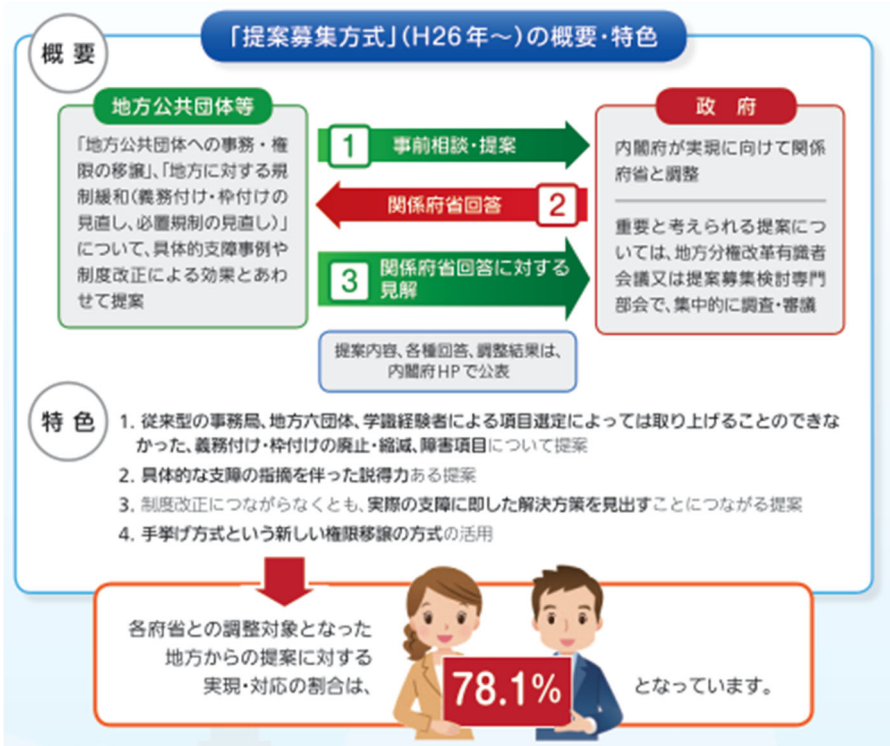 「提案募集方式」(H26年～)の概要・特色
概 要
地方公共団体等
「地方公共団体への事務・権
限の移譲」、「地方に対する規
制緩和(義務付け・枠付けの
見直し、必置規制の見直し)」
について、具体的支障事例や
制度改正による効果とあわ
せて提案
1 事前相談・提案
関係府省回答 2
3 関係府省回答に対する
見解
政 府
内閣府が実現に向けて関係
府省と調整
重要と考えられる提案につ
いては、地方分権改革有識者
会議又は提案募集検討専門
部会で、集中的に調査・審議
提案内容、各種回答、調整結果は、
内閣府HPで公表
特 色
1. 従来型の事務局、地方六団体、学識経験者による項目選定によっては取り上げることのできな
かった、義務付け・枠付けの廃止・縮減、障害項目について提案
2. 具体的な支障の指摘を伴った説得力ある提案
3. 制度改正につながらなくとも、実際の支障に即した解決方策を見出すことにつながる提案
4. 手挙げ方式という新しい権限移譲の方式の活用
各府省との調整対象となった
地方からの提案に対する
実現・対応の割合は、
78.1%
となっています。